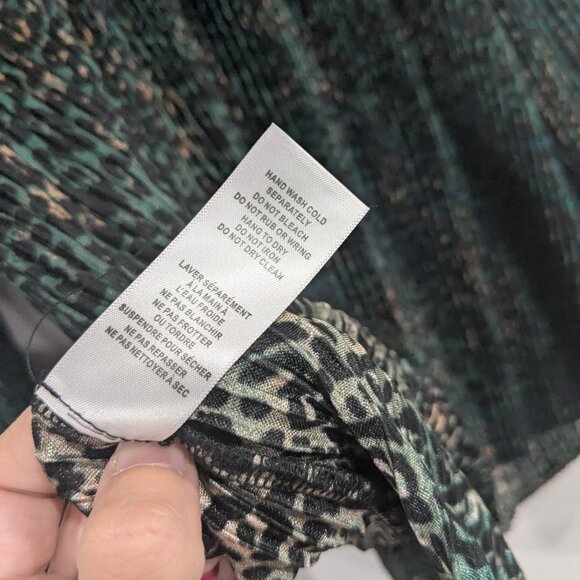 HAND WASH COLD
SEPARATELY
DO NOT BLEACH
DO NOT RUB OR WRING
HANG TO DRY
DO NOT IRON
DO NOT DRY CLEAN
LAVER SÉPARÉMENT
À LA MAIN À
L'EAU FROIDE
NE PAS BLANCHIR
NE PAS FROTTER
OU TORDRE
SUSPENDRE POUR SÉCHER
NE PAS REPASSER
NE PAS NETTOYER À SEC